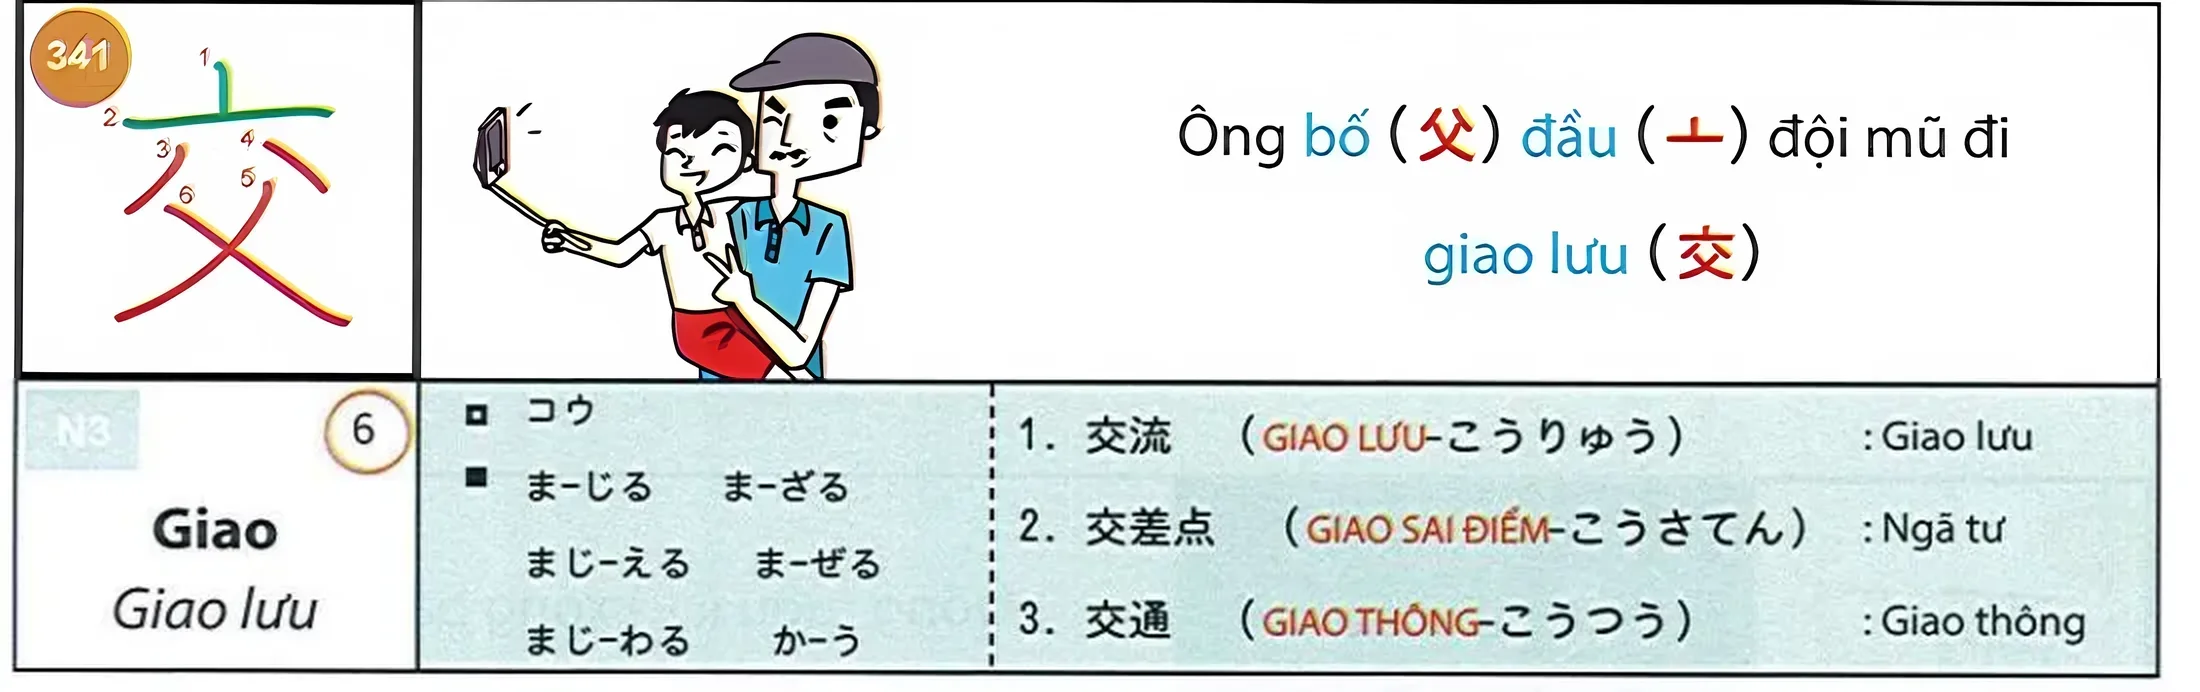 341
1
2
3
4
5
6
Ông bố (父) đầu (亠) đội mũ đi
giao lưu (交)
N3
6
Giao
Giao lưu
コウ
まーじる まーざる
まじーえる まーぜる
まじーわる かーう
1. 交流 (GIAO LƯU-こうりゅう) : Giao lưu
2. 交差点 (GIAO SAI ĐIỂM-こうさてん) : Ngã tư
3. 交通 (GIAO THÔNG-こうつう) : Giao thông